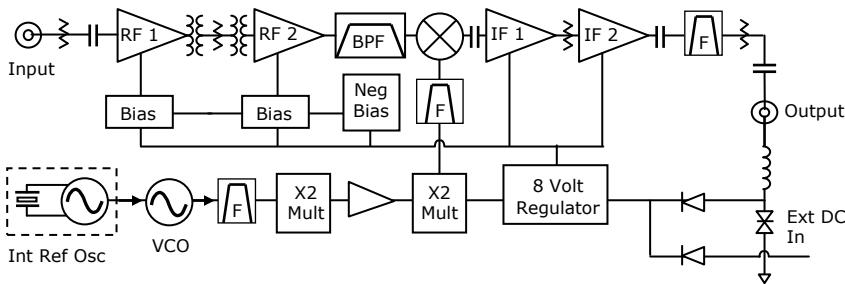 Input
RF 1
RF 2
BPF
IF 1
IF 2
F
Bias
Bias
Neg
Bias
F
Output
Int Ref Osc
VCO
F
X2
Mult
X2
Mult
8 Volt
Regulator
Ext DC
In